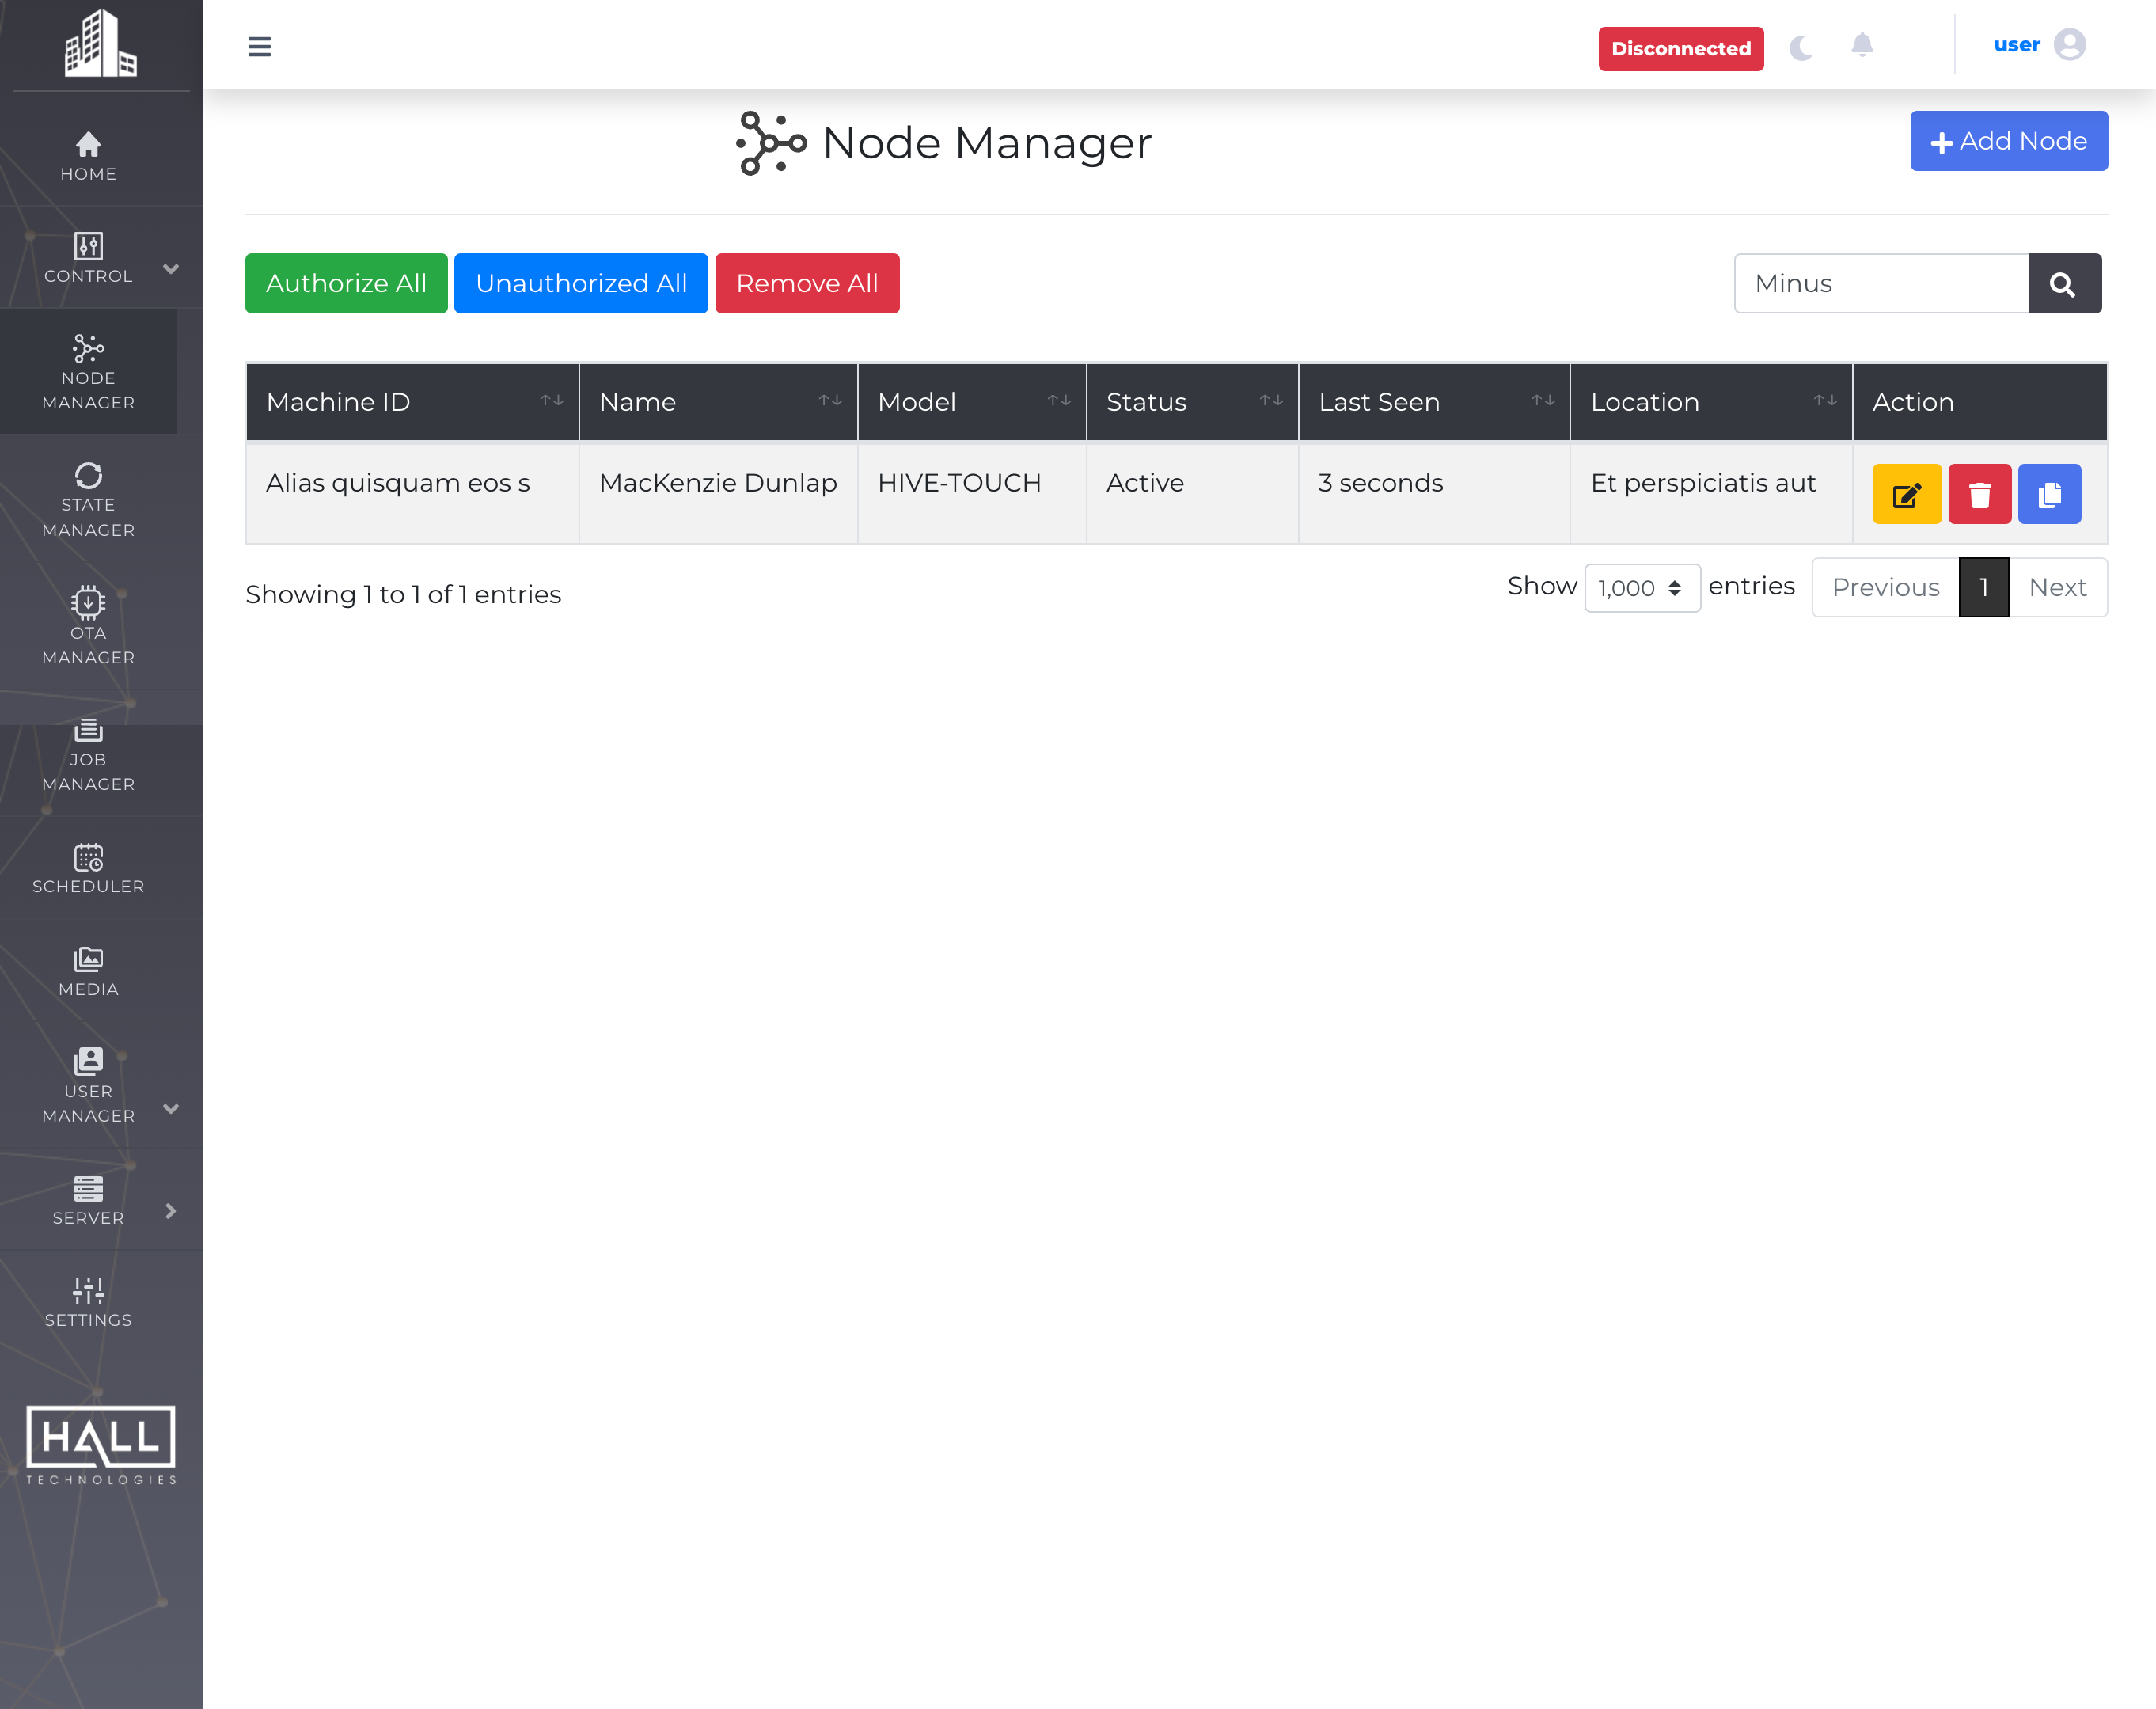 Disconnected
user
HOME
CONTROL
NODE
MANAGER
STATE
MANAGER
OTA
MANAGER
JOB
MANAGER
SCHEDULER
MEDIA
USER
MANAGER
SERVER
SETTINGS
HALL
TECHNOLOGIES
Node Manager
Add Node
Authorize All Unauthorized All Remove All
Minus
Machine ID Name Model Status Last Seen Location Action
Alias quisquam eos s MacKenzie Dunlap HIVE-TOUCH Active 3 seconds Et perspiciatis aut
Showing 1 to 1 of 1 entries
Show 1,000 entries
Previous 1 Next